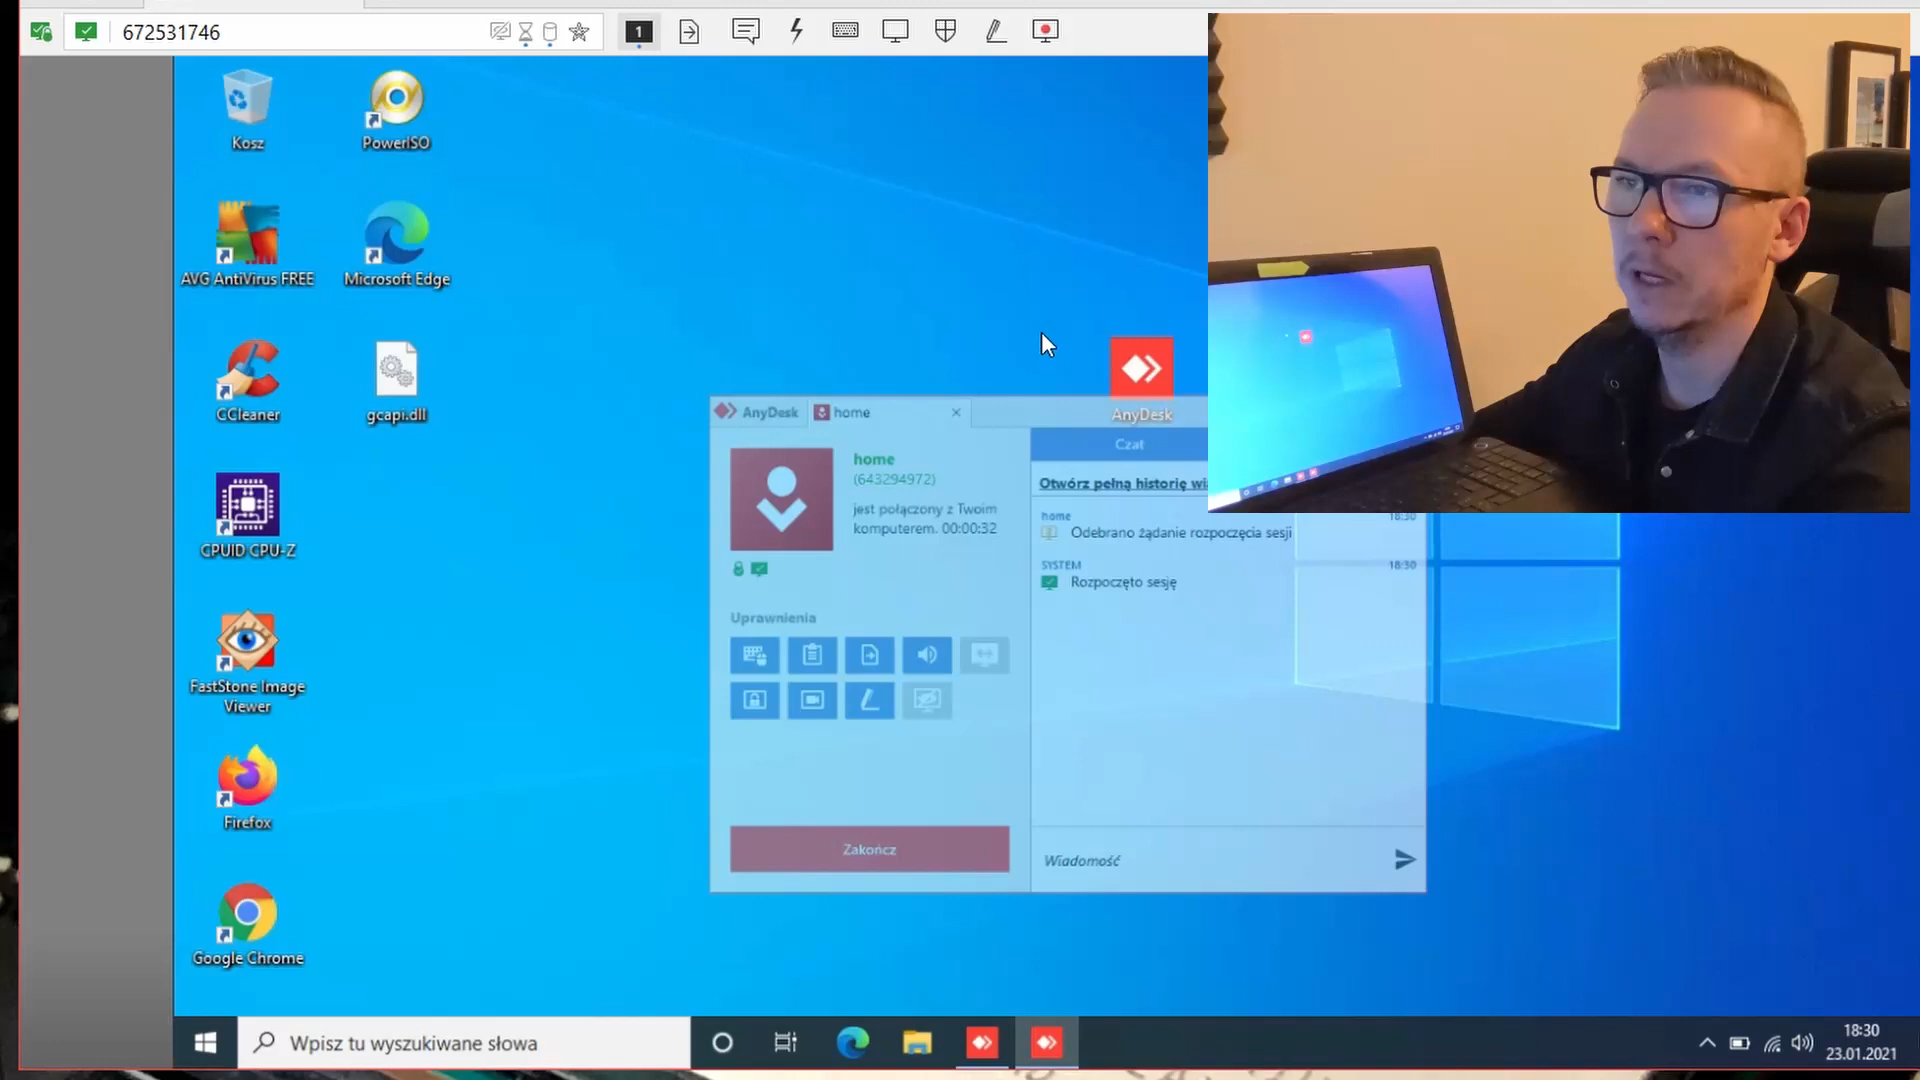 672531746
1
Kosz
PowerISO
AVG AntiVirus FREE
Microsoft Edge
CCleaner
gcapi.dll
CPUID CPU-Z
FastStone Image
Viewer
Firefox
Google Chrome
AnyDesk
AnyDesk
home
home
(643294972)
jest połączony z Twoim
komputerem. 00:00:32
Uprawnienia
Zakończ
Czat
Otwórz pełną historię
home
18:30
Odebrano żądanie rozpoczęcia sesji
SYSTEM
18:30
Rozpoczęto sesję
Wiadomość
Wpisz tu wyszukiwane słowa
18:30
23.01.2021